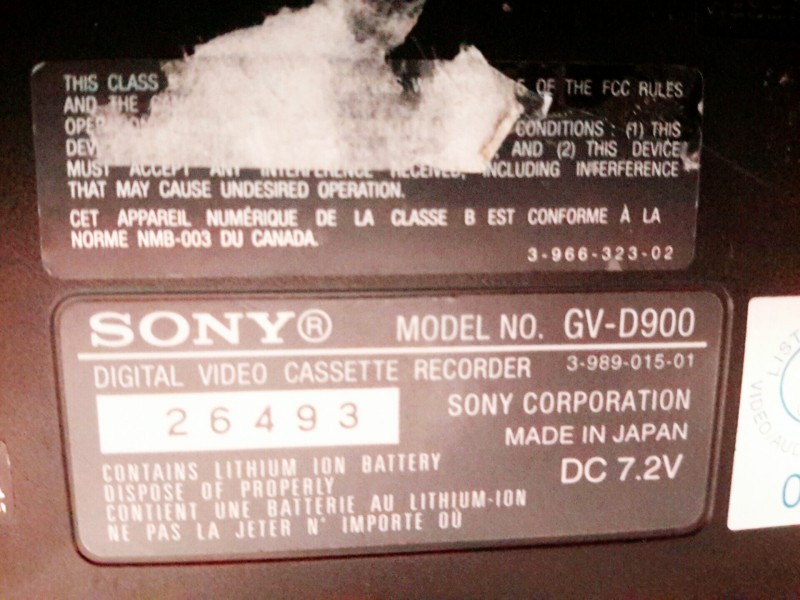 THIS CLASS OF THE FCC RULES
AND THE
CONDITIONS : (1) THIS
AND (2) THIS DEVICE
MUST ACCEPT ANY INTERFERENCE RECEIVED, INCLUDING INTERFERENCE
THAT MAY CAUSE UNDESIRED OPERATION.
CET APPAREIL NUMÉRIQUE DE LA CLASSE B EST CONFORME À LA
NORME NMB-003 DU CANADA.
3-966-323-02
SONY® MODEL NO. GV-D900
DIGITAL VIDEO CASSETTE RECORDER 3-989-015-01
26493
SONY CORPORATION
MADE IN JAPAN
DC 7.2V
CONTAINS LITHIUM ION BATTERY
DISPOSE OF PROPERLY
CONTIENT UNE BATTERIE AU LITHIUM-ION
NE PAS LA JETER N' IMPORTE OÙ
LIST
VIDEO/AUD